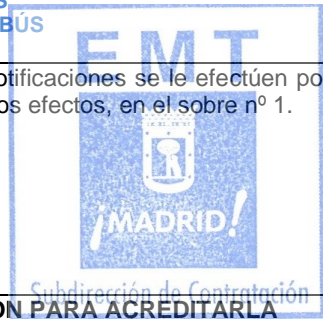 S
BÚS
EMT
otificaciones se le efectúen po
os efectos, en el sobre nº 1.
¡MADRID!
Subdirección de Contratación
ÓN PARA ACREDITARLA